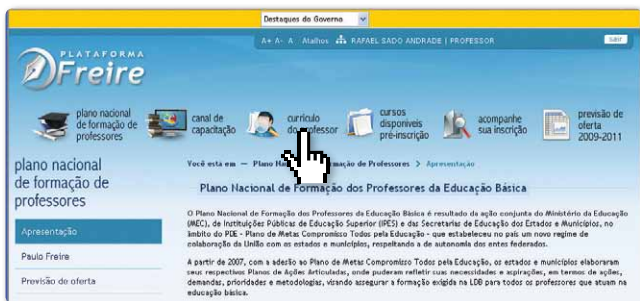 Destaques do Governo
A+ A- A Atalhos RAFAEL SADO ANDRADE | PROFESSOR sair
PLATAFORMA
Freire
plano nacional de formação de professores
canal de capacitação
currículo do professor
cursos disponíveis pré-inscrição
acompanhe sua inscrição
previsão de oferta 2009-2011
plano nacional
de formação de
professores
Você está em — Plano Formação de Professores > Apresentação
Plano Nacional de Formação dos Professores da Educação Básica
Apresentação
Paulo Freire
Previsão de oferta
O Plano Nacional de Formação dos Professores da Educação Básica é resultado da ação conjunta do Ministério da Educação
(MEC), de Instituições Públicas de Educação Superior (IPES) e das Secretarias de Educação dos Estados e Municípios, no
âmbito do PDE - Plano de Metas Compromisso Todos pela Educação - que estabeleceu no país um novo regime de
colaboração da União com os estados e municípios, respeitando a de autonomia dos entes federados.
A partir de 2007, com a adesão ao Plano de Metas Compromisso Todos pela Educação, os estados e municípios elaboraram
seus respectivos Planos de Ações Articuladas, onde puderam refletir suas necessidades e aspirações, em termos de ações,
demandas, prioridades e metodologias, visando assegurar a formação exigida na LDB para todos os professores que atuam na
educação básica.